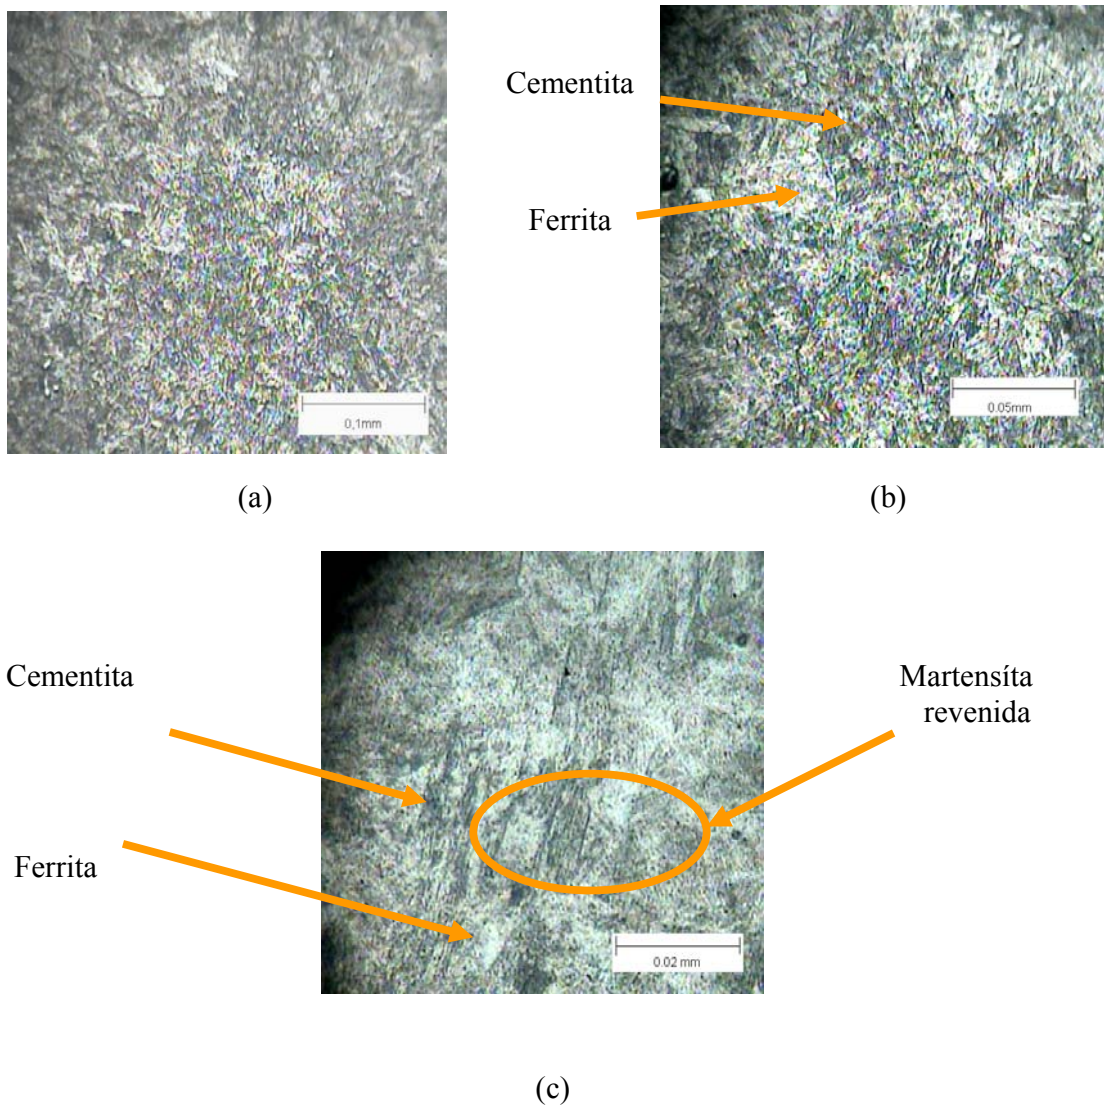 Cementita
Ferrita
0,1mm
0.05mm
(a)
(b)
Cementita
Martensíta
revenida
Ferrita
0.02 mm
(c)